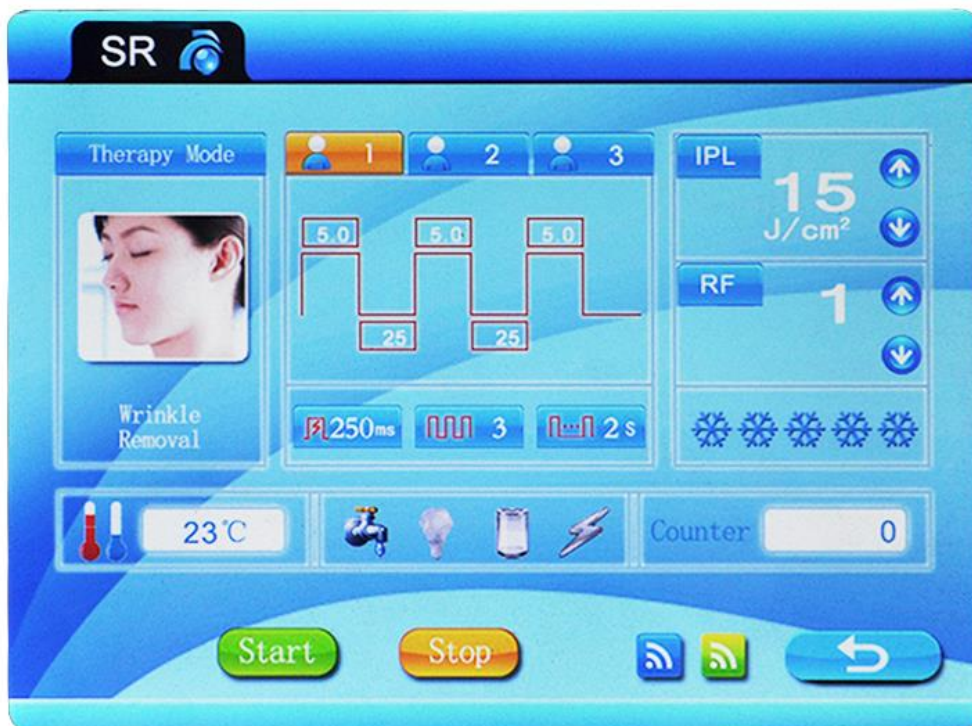 SR
Therapy Mode
1
2
3
5.0
5.0
5.0
25
25
250ms
3
2s
Wrinkle
Removal
IPL
15
J/cm²
RF
1
23℃
Counter
0
Start
Stop